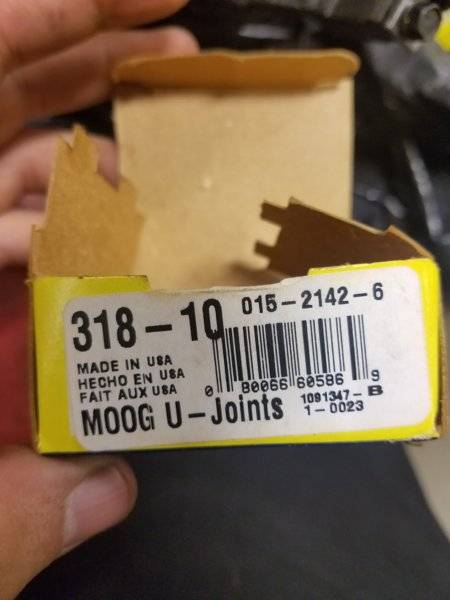 318-10 015-2142-6
MADE IN USA
HECHO EN USA
FAIT AUX USA
0 80066 60586 9
MOOG U-Joints
1091347-B
1-0023